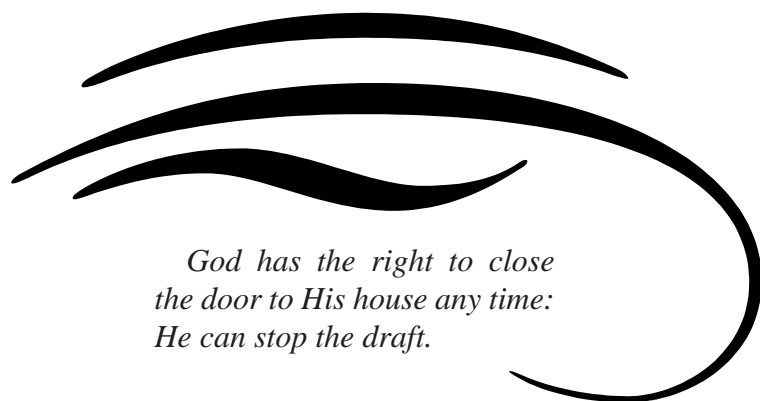 God has the right to close
the door to His house any time:
He can stop the draft.